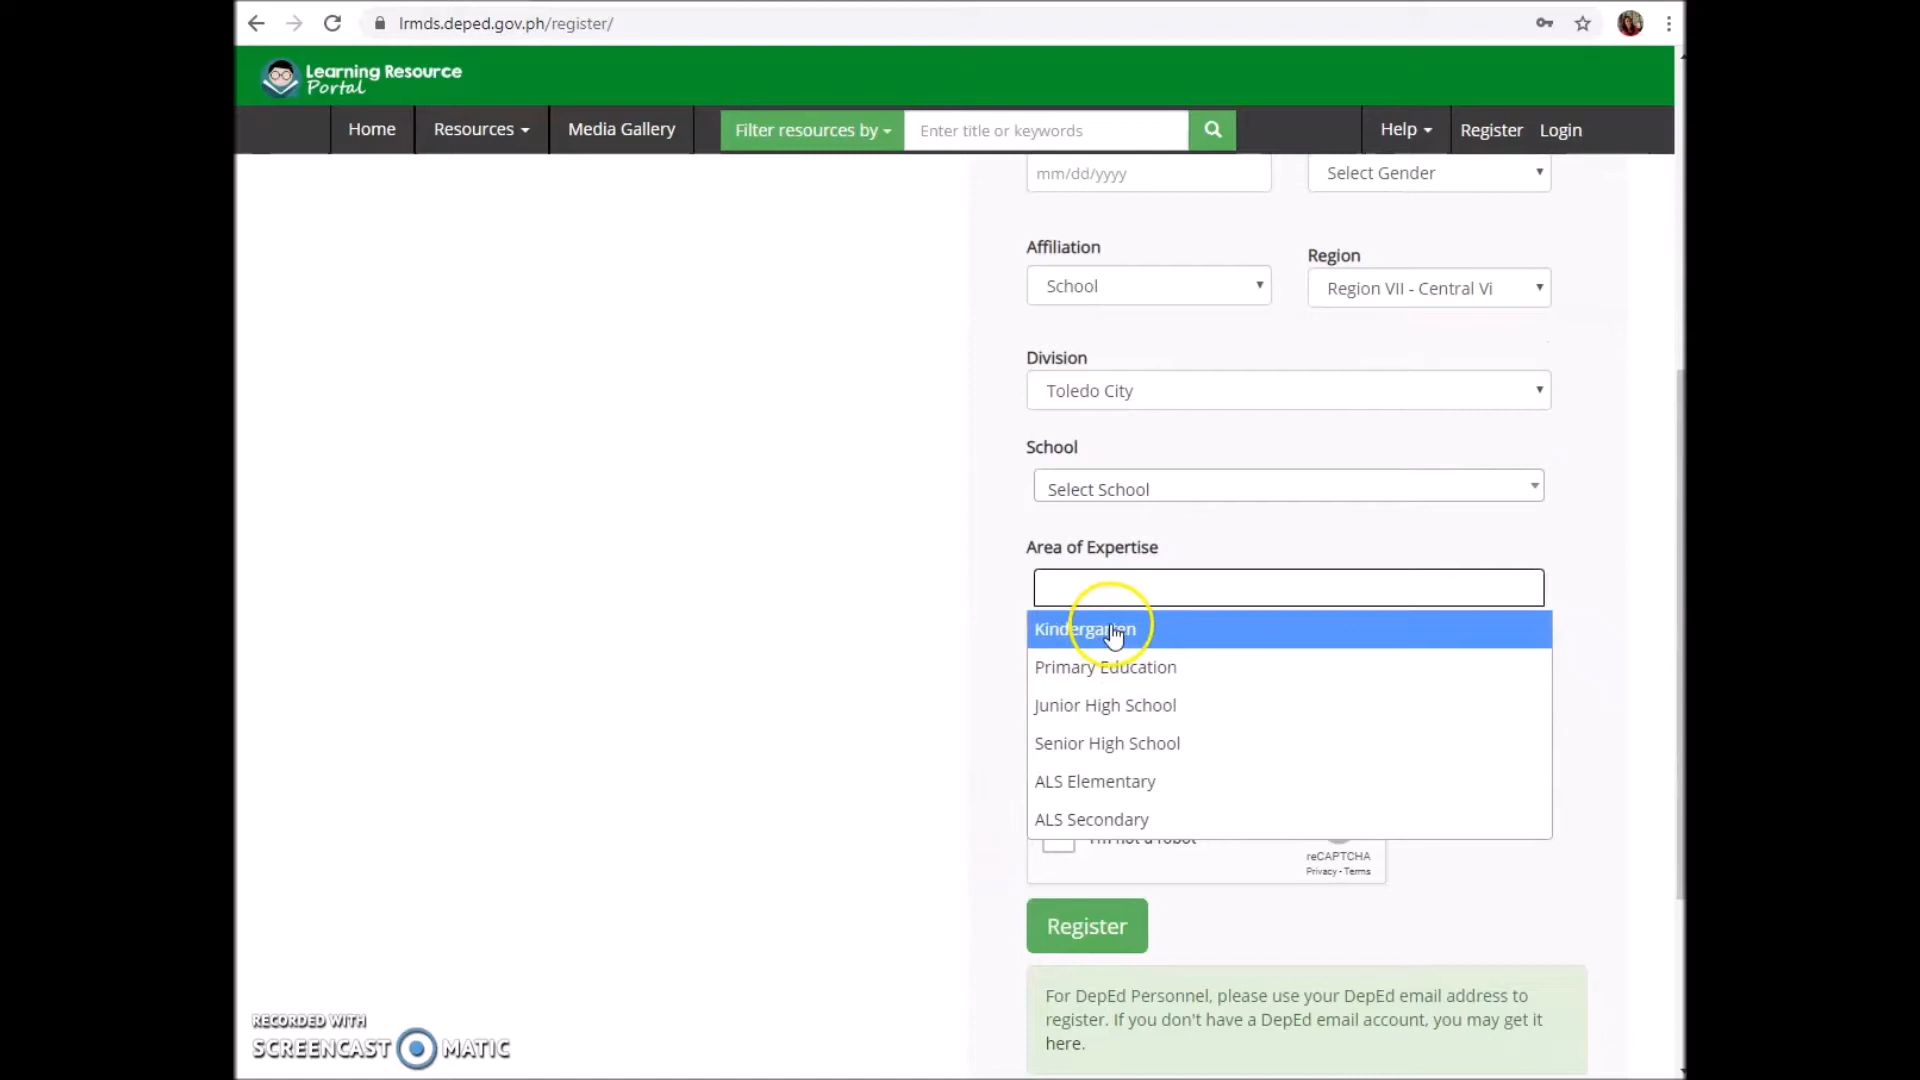 lrmds.deped.gov.ph/register/
Learning Resource
Portal
Home
Resources
Media Gallery
Filter resources by
Enter title or keywords
Help
Register
Login
mm/dd/yyyy
Select Gender
Affiliation
Region
School
Region VII - Central Vi
Division
Toledo City
School
Select School
Area of Expertise
Kindergarten
Primary Education
Junior High School
Senior High School
ALS Elementary
ALS Secondary
I'm not a robot
reCAPTCHA
Privacy - Terms
Register
For DepEd Personnel, please use your DepEd email address to
register. If you don't have a DepEd email account, you may get it
here.
RECORDED WITH
SCREENCAST MATIC